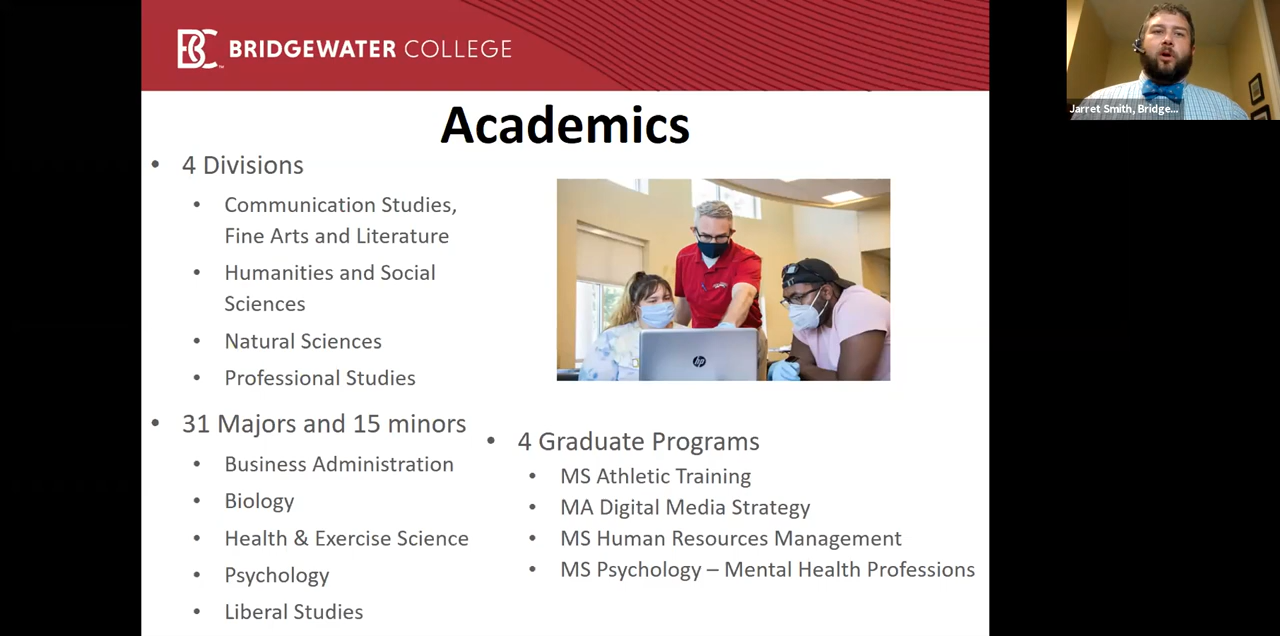 BC BRIDGEWATER COLLEGE
Jarret Smith, Bridge...
Academics
• 4 Divisions
• Communication Studies,
Fine Arts and Literature
• Humanities and Social
Sciences
• Natural Sciences
• Professional Studies
• 31 Majors and 15 minors
• Business Administration
• Biology
• Health & Exercise Science
• Psychology
• Liberal Studies
hp
• 4 Graduate Programs
• MS Athletic Training
• MA Digital Media Strategy
• MS Human Resources Management
• MS Psychology – Mental Health Professions